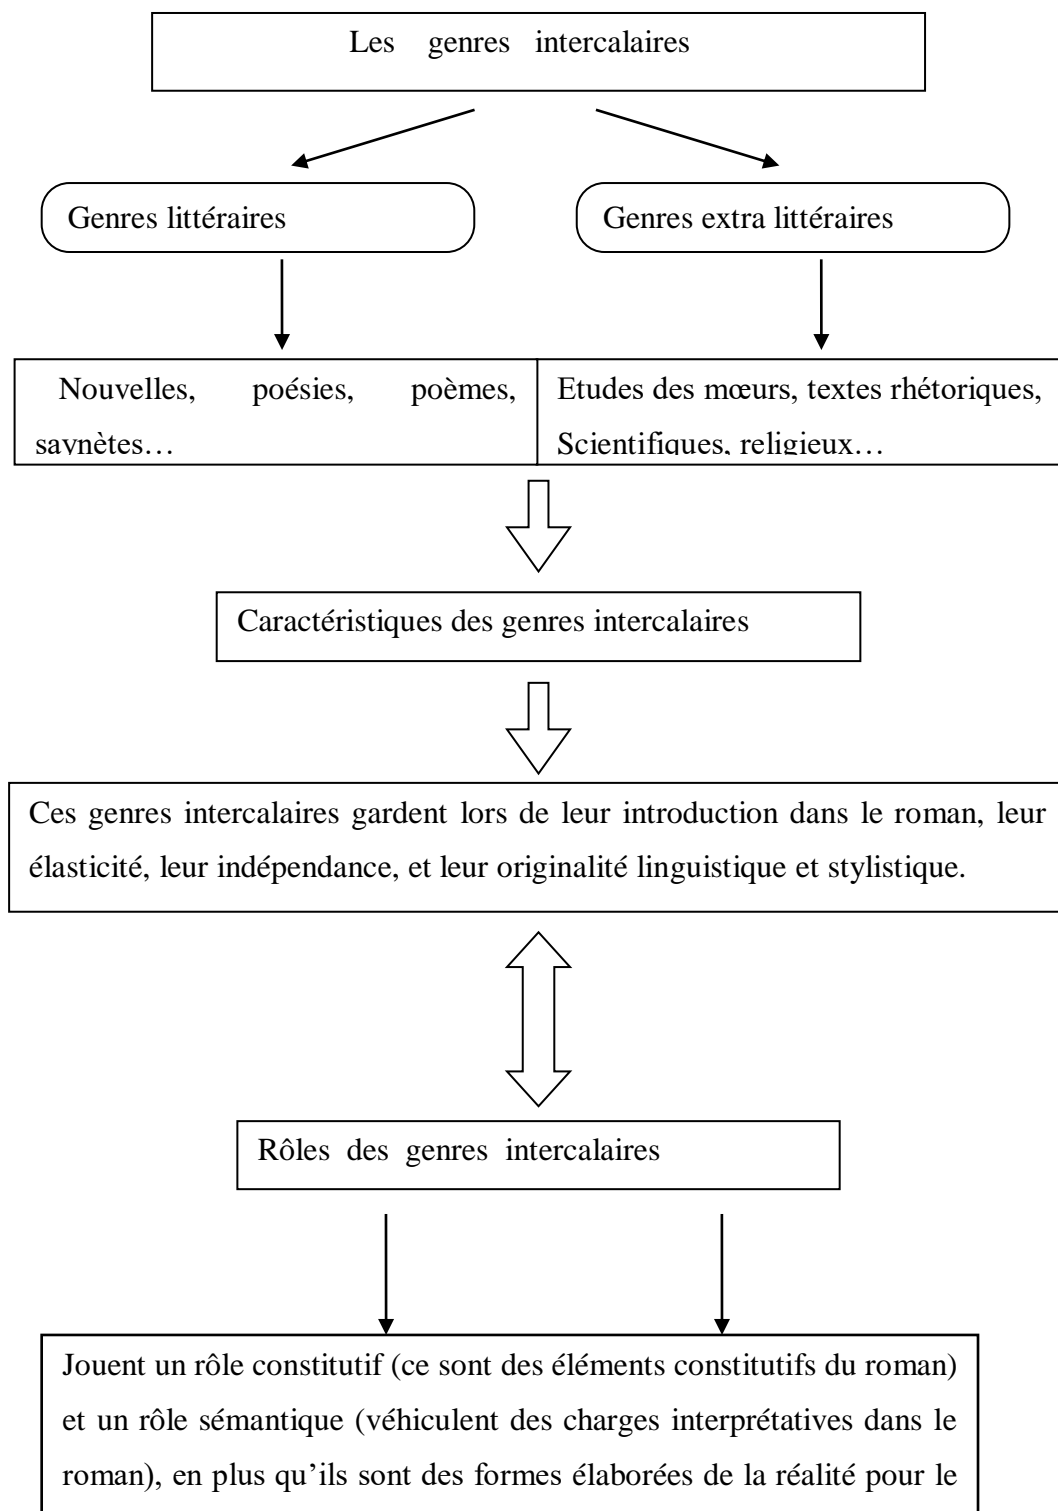 Les genres intercalaires
Genres littéraires
Genres extra littéraires
Nouvelles, poésies, poèmes,
saynètes…
Etudes des mœurs, textes rhétoriques,
Scientifiques, religieux…
Caractéristiques des genres intercalaires
Ces genres intercalaires gardent lors de leur introduction dans le roman, leur
élasticité, leur indépendance, et leur originalité linguistique et stylistique.
Rôles des genres intercalaires
Jouent un rôle constitutif (ce sont des éléments constitutifs du roman)
et un rôle sémantique (véhiculent des charges interprétatives dans le
roman), en plus qu’ils sont des formes élaborées de la réalité pour le